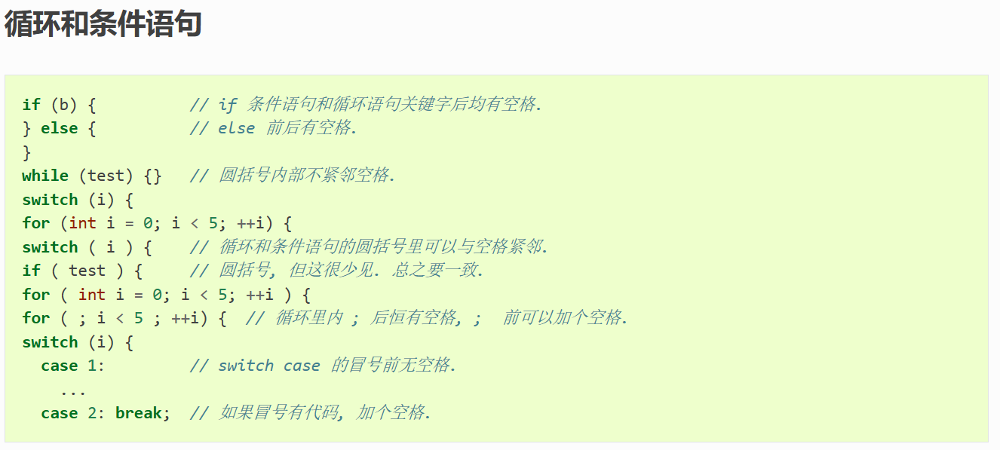 循环和条件语句
if (b) {          // if 条件语句和循环语句关键字后均有空格.
} else {          // else 前后有空格.
}
while (test) {}   // 圆括号内部不紧邻空格.
switch (i) {
for (int i = 0; i < 5; ++i) {
switch ( i ) {    // 循环和条件语句的圆括号里可以与空格紧邻.
if ( test ) {     // 圆括号, 但这很少见. 总之要一致.
for ( int i = 0; i < 5; ++i ) {
for ( ; i < 5 ; ++i) {  // 循环里内 ; 后恒有空格, ;  前可以加个空格.
switch (i) {
  case 1:         // switch case 的冒号前无空格.
    ...
  case 2: break;  // 如果冒号有代码, 加个空格.